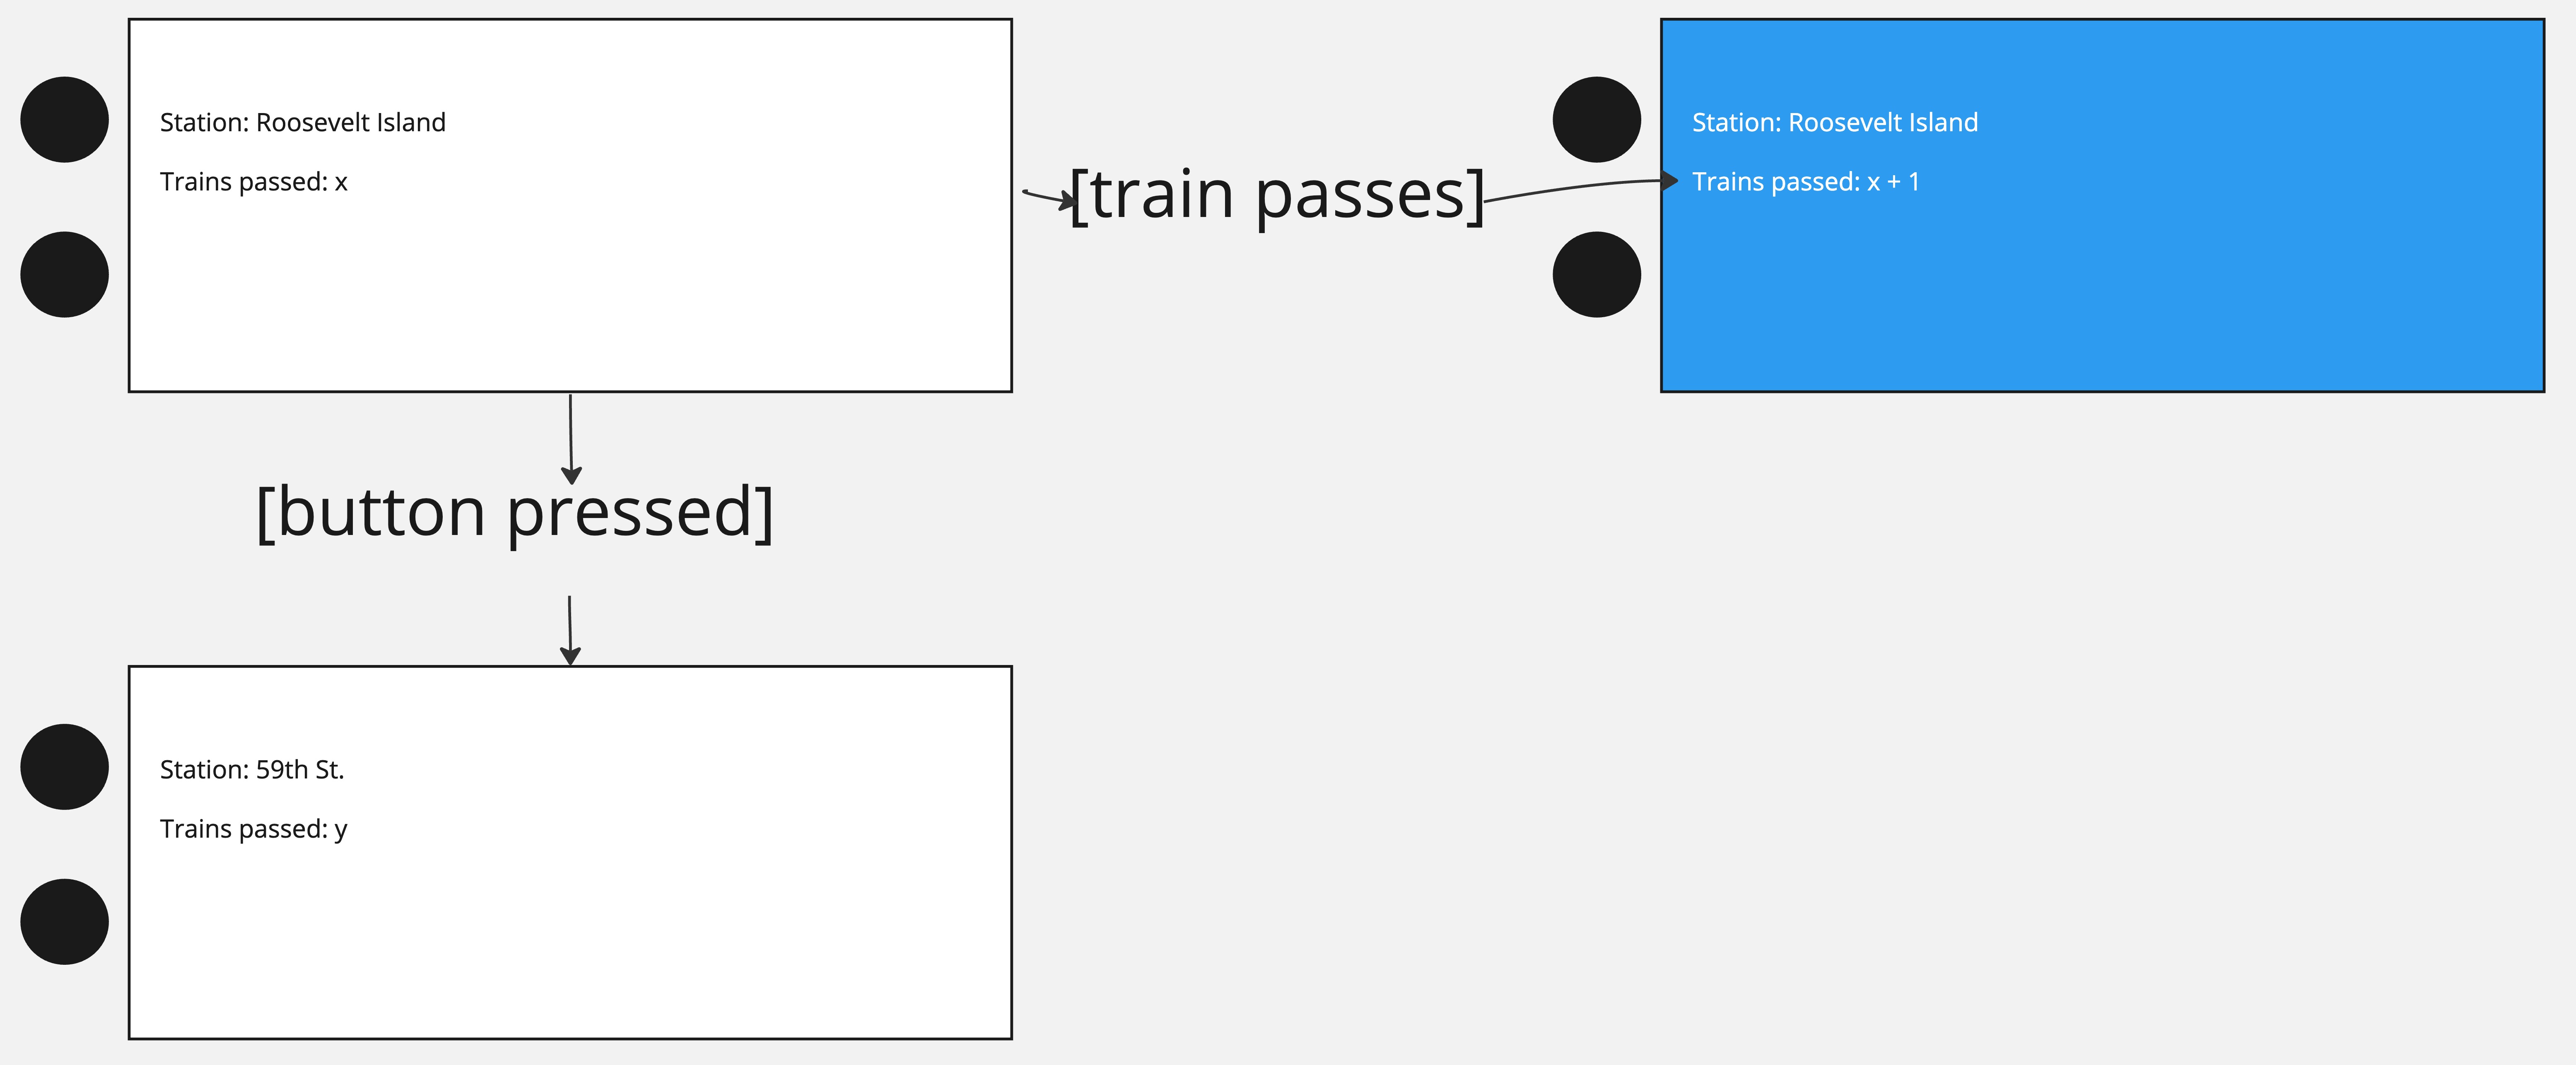 Station: Roosevelt Island
Trains passed: x
[train passes]
Station: Roosevelt Island
Trains passed: x + 1
[button pressed]
Station: 59th St.
Trains passed: y